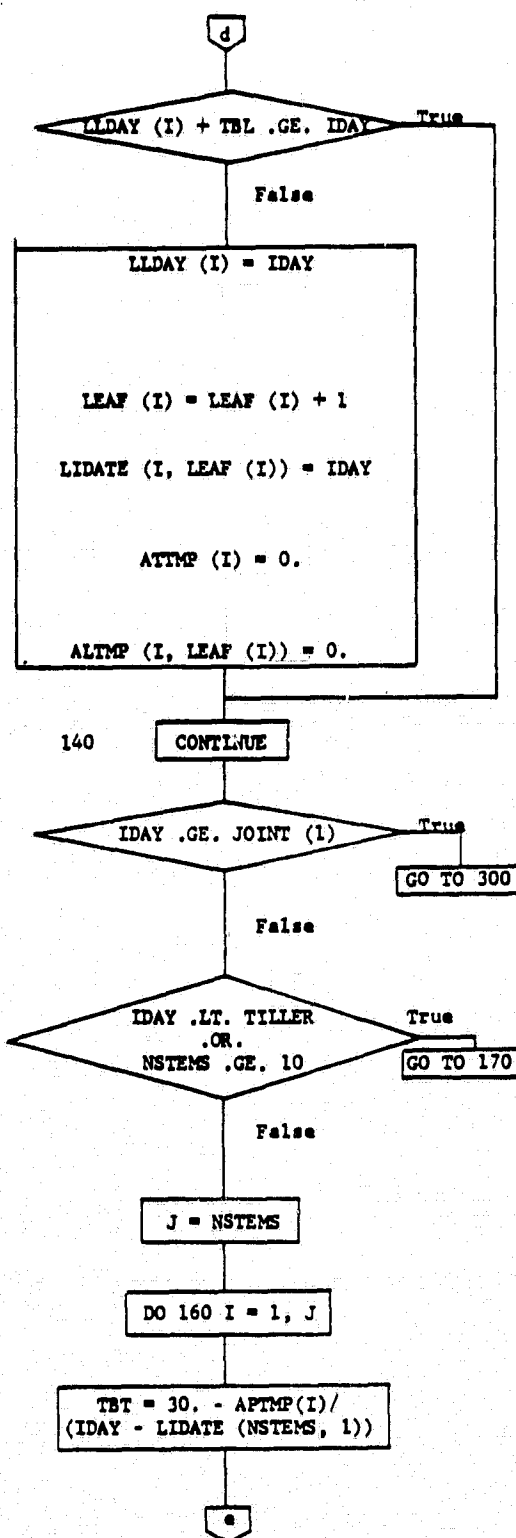 d
LLDAY (I) + TBL .GE. IDAY
True
False
LLDAY (I) = IDAY
LEAF (I) = LEAF (I) + 1
LIDATE (I, LEAF (I)) = IDAY
ATTMP (I) = 0.
ALTMP (I, LEAF (I)) = 0.
140
CONTINUE
IDAY .GE. JOINT (1)
True
GO TO 300
False
IDAY .LT. TILLER
.OR.
NSTEMS .GE. 10
True
GO TO 170
False
J = NSTEMS
DO 160 I = 1, J
TBT = 30. - APTMP(I)/
(IDAY - LIDATE (NSTEMS, 1))
e